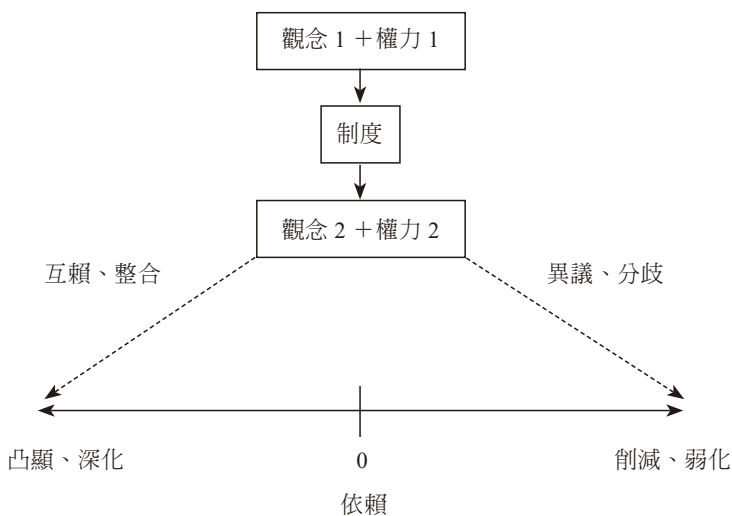 觀念 1 ＋權力 1
制度
觀念 2 ＋權力 2
互賴、整合
異議、分歧
凸顯、深化
0
削減、弱化
依賴